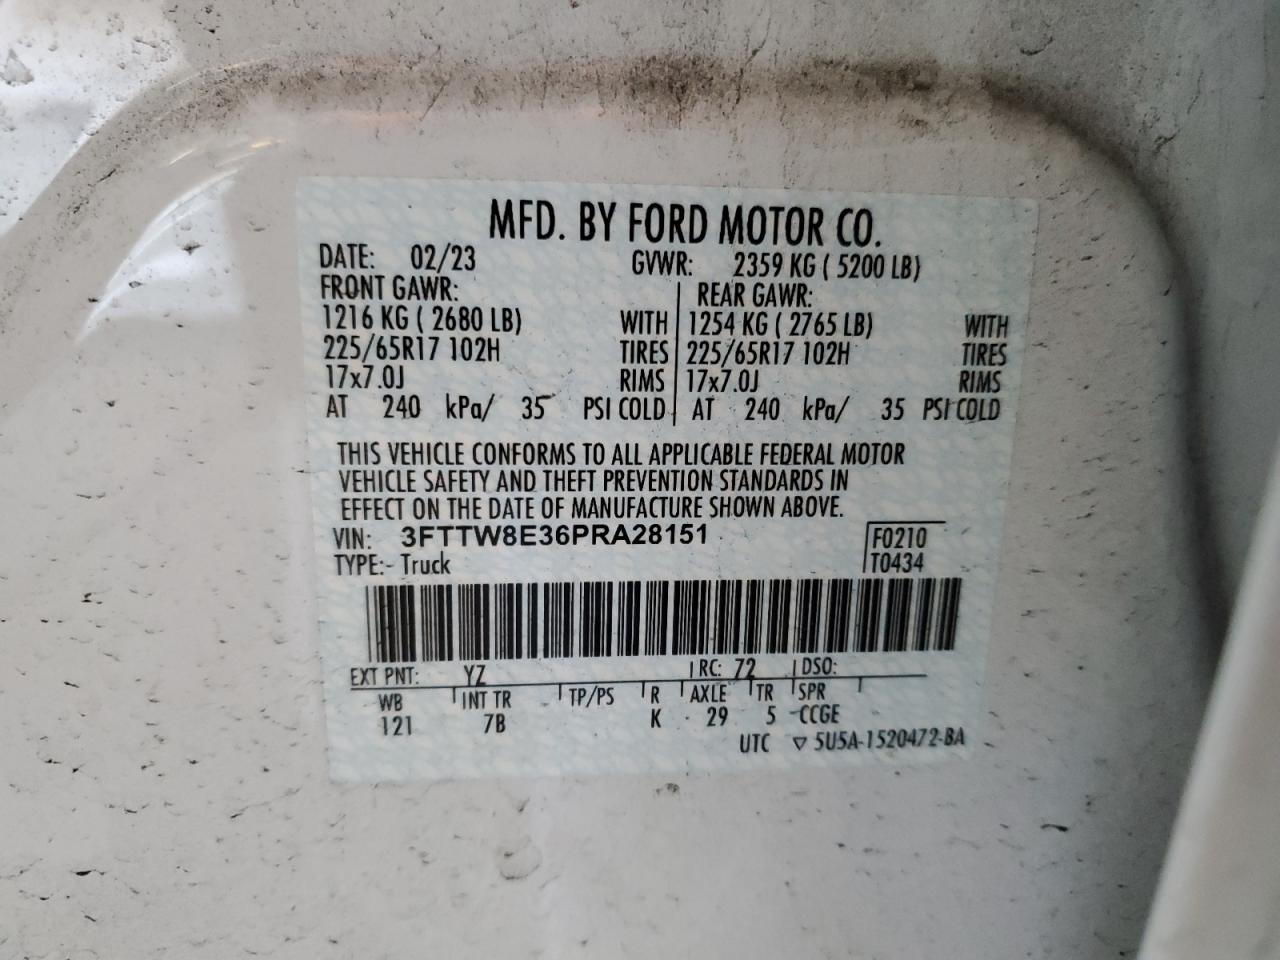 MFD. BY FORD MOTOR CO.
DATE: 02/23 GVWR: 2359 KG ( 5200 LB)
FRONT GAWR: REAR GAWR:
1216 KG ( 2680 LB) WITH 1254 KG ( 2765 LB) WITH
225/65R17 102H TIRES 225/65R17 102H TIRES
17x7.0J RIMS 17x7.0J RIMS
AT 240 kPa/ 35 PSI COLD AT 240 kPa/ 35 PSI COLD
THIS VEHICLE CONFORMS TO ALL APPLICABLE FEDERAL MOTOR
VEHICLE SAFETY AND THEFT PREVENTION STANDARDS IN
EFFECT ON THE DATE OF MANUFACTURE SHOWN ABOVE.
VIN: 3FTTW8E36PRA28151 F0210
TYPE:- Truck T0434
EXT PNT: YZ RC: 72 DSO:
WB INT TR TP/PS R AXLE TR SPR
121 7B K 29 5 CCGE
UTC ▽ 5U5A-1520472-BA